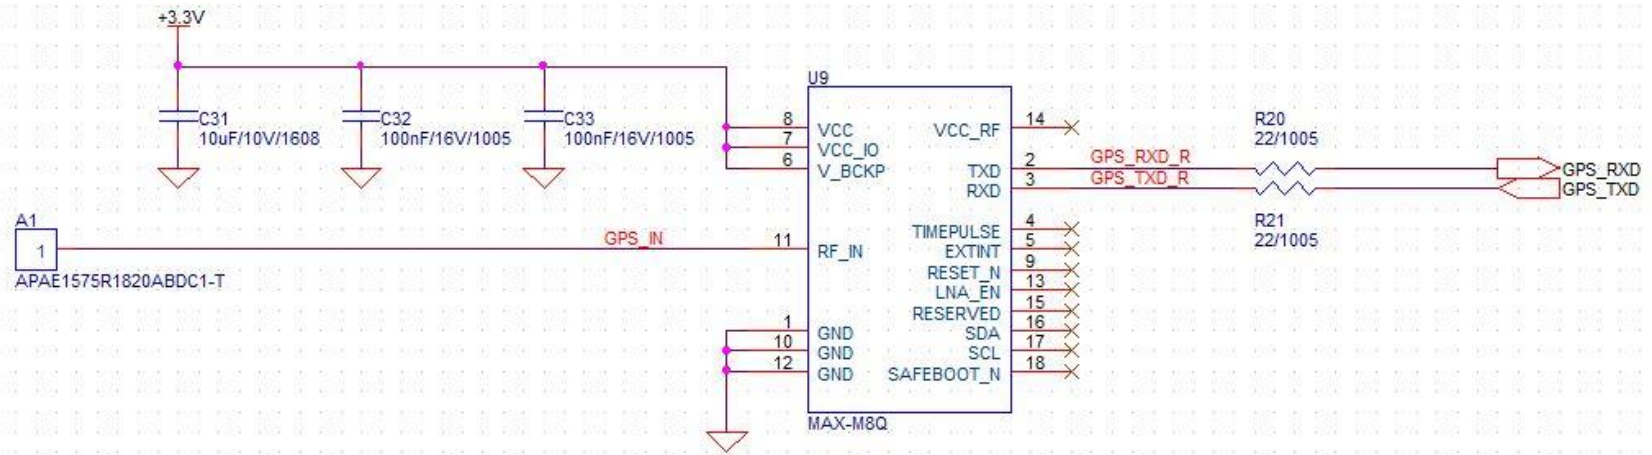 +3.3V
C31
10uF/10V/1608
C32
100nF/16V/1005
C33
100nF/16V/1005
U9
8 VCC
7 VCC_IO
6 V_BCKP
VCC_RF 14
TXD 2 GPS_RXD_R
RXD 3 GPS_TXD_R
R20
22/1005
GPS_RXD
GPS_TXD
R21
22/1005
A1
1
APAE1575R1820ABDC1-T
GPS_IN
11 RF_IN
TIMEPULSE 4
EXTINT 5
RESET_N 9
LNA_EN 13
RESERVED 15
SDA 16
SCL 17
SAFEBOOT_N 18
1 GND
10 GND
12 GND
MAX-M8Q